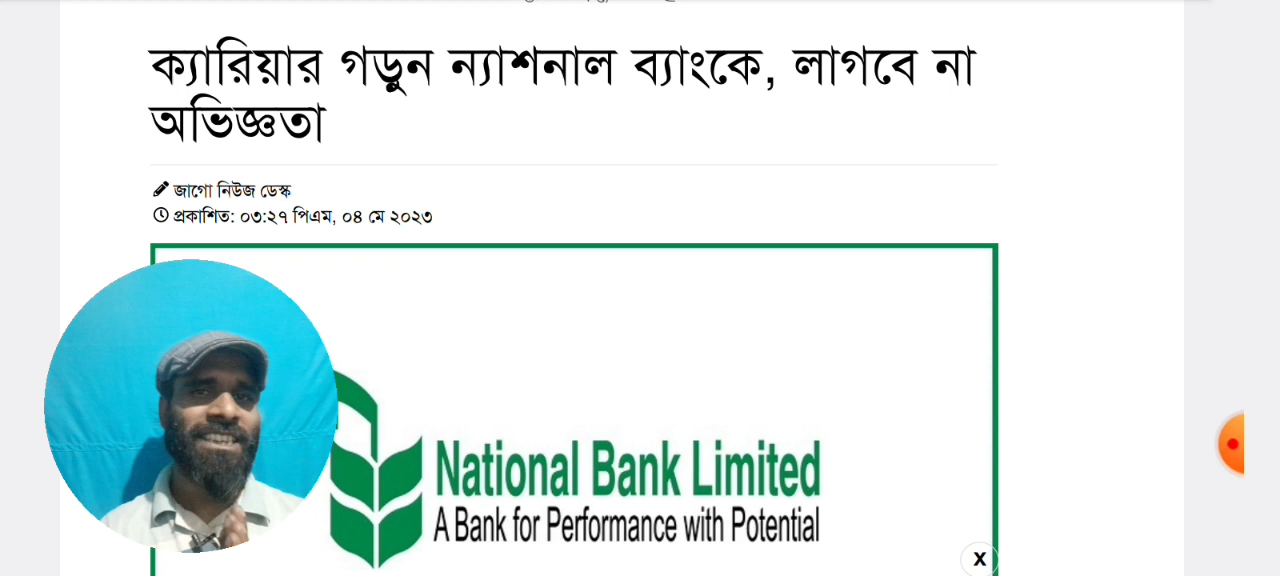 ক্যারিয়ার গড়ুন ন্যাশনাল ব্যাংকে, লাগবে না
অভিজ্ঞতা
জাগো নিউজ ডেস্ক
প্রকাশিত: ০৩:২৭ পিএম, ০৪ মে ২০২৩
National Bank Limited
A Bank for Performance with Potential
X